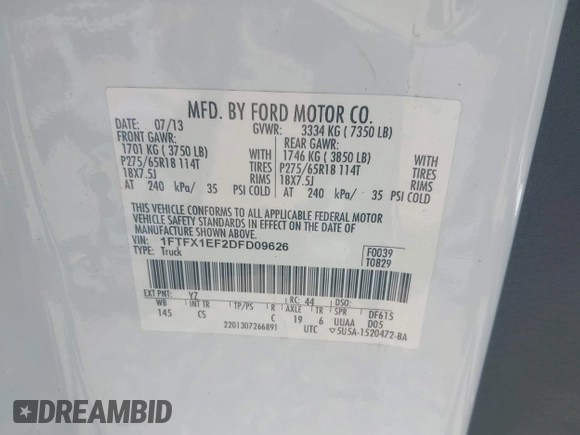 MFD. BY FORD MOTOR CO.
DATE: 07/13 GVWR: 3334 KG ( 7350 LB)
FRONT GAWR: REAR GAWR:
1701 KG ( 3750 LB) WITH 1746 KG ( 3850 LB) WITH
P275/65R18 114T TIRES P275/65R18 114T TIRES
18X7.5J RIMS 18X7.5J RIMS
AT 240 kPa/ 35 PSI COLD AT 240 kPa/ 35 PSI COLD
THIS VEHICLE CONFORMS TO ALL APPLICABLE FEDERAL MOTOR
VEHICLE SAFETY STANDARDS IN EFFECT ON THE DATE OF
MANUFACTURE SHOWN ABOVE.
VIN: 1FTFX1EF2DFD09626 F0039
TYPE: Truck T0829
EXT PNT: YZ RC: 44 DSO:
WB INT TR TP/PS R AXLE TR SPR DF615
145 CS C 19 6 UUAA D05
2201307266891 UTC ▽5U5A-1520472-BA
DREAMBID